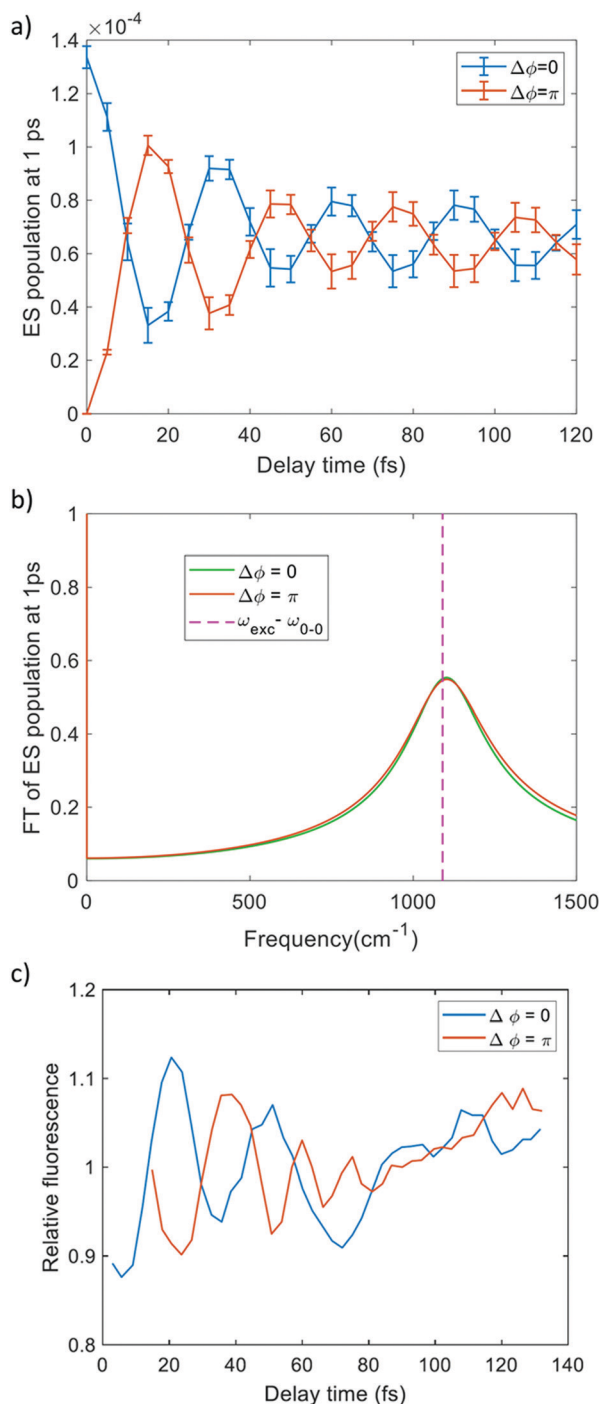 a)
×10⁻⁴
1.4
1.2
1
0.8
0.6
0.4
0.2
0
Δϕ=0
Δϕ=π
ES population at 1 ps
0 20 40 60 80 100 120
Delay time (fs)
b)
1
0.8
0.6
0.4
0.2
0
Δϕ = 0
Δϕ = π
ω_exc - ω_0-0
FT of ES population at 1ps
0 500 1000 1500
Frequency(cm⁻¹)
c)
1.2
1.1
1
0.9
0.8
Δ ϕ = 0
Δ ϕ = π
Relative fluorescence
0 20 40 60 80 100 120 140
Delay time (fs)